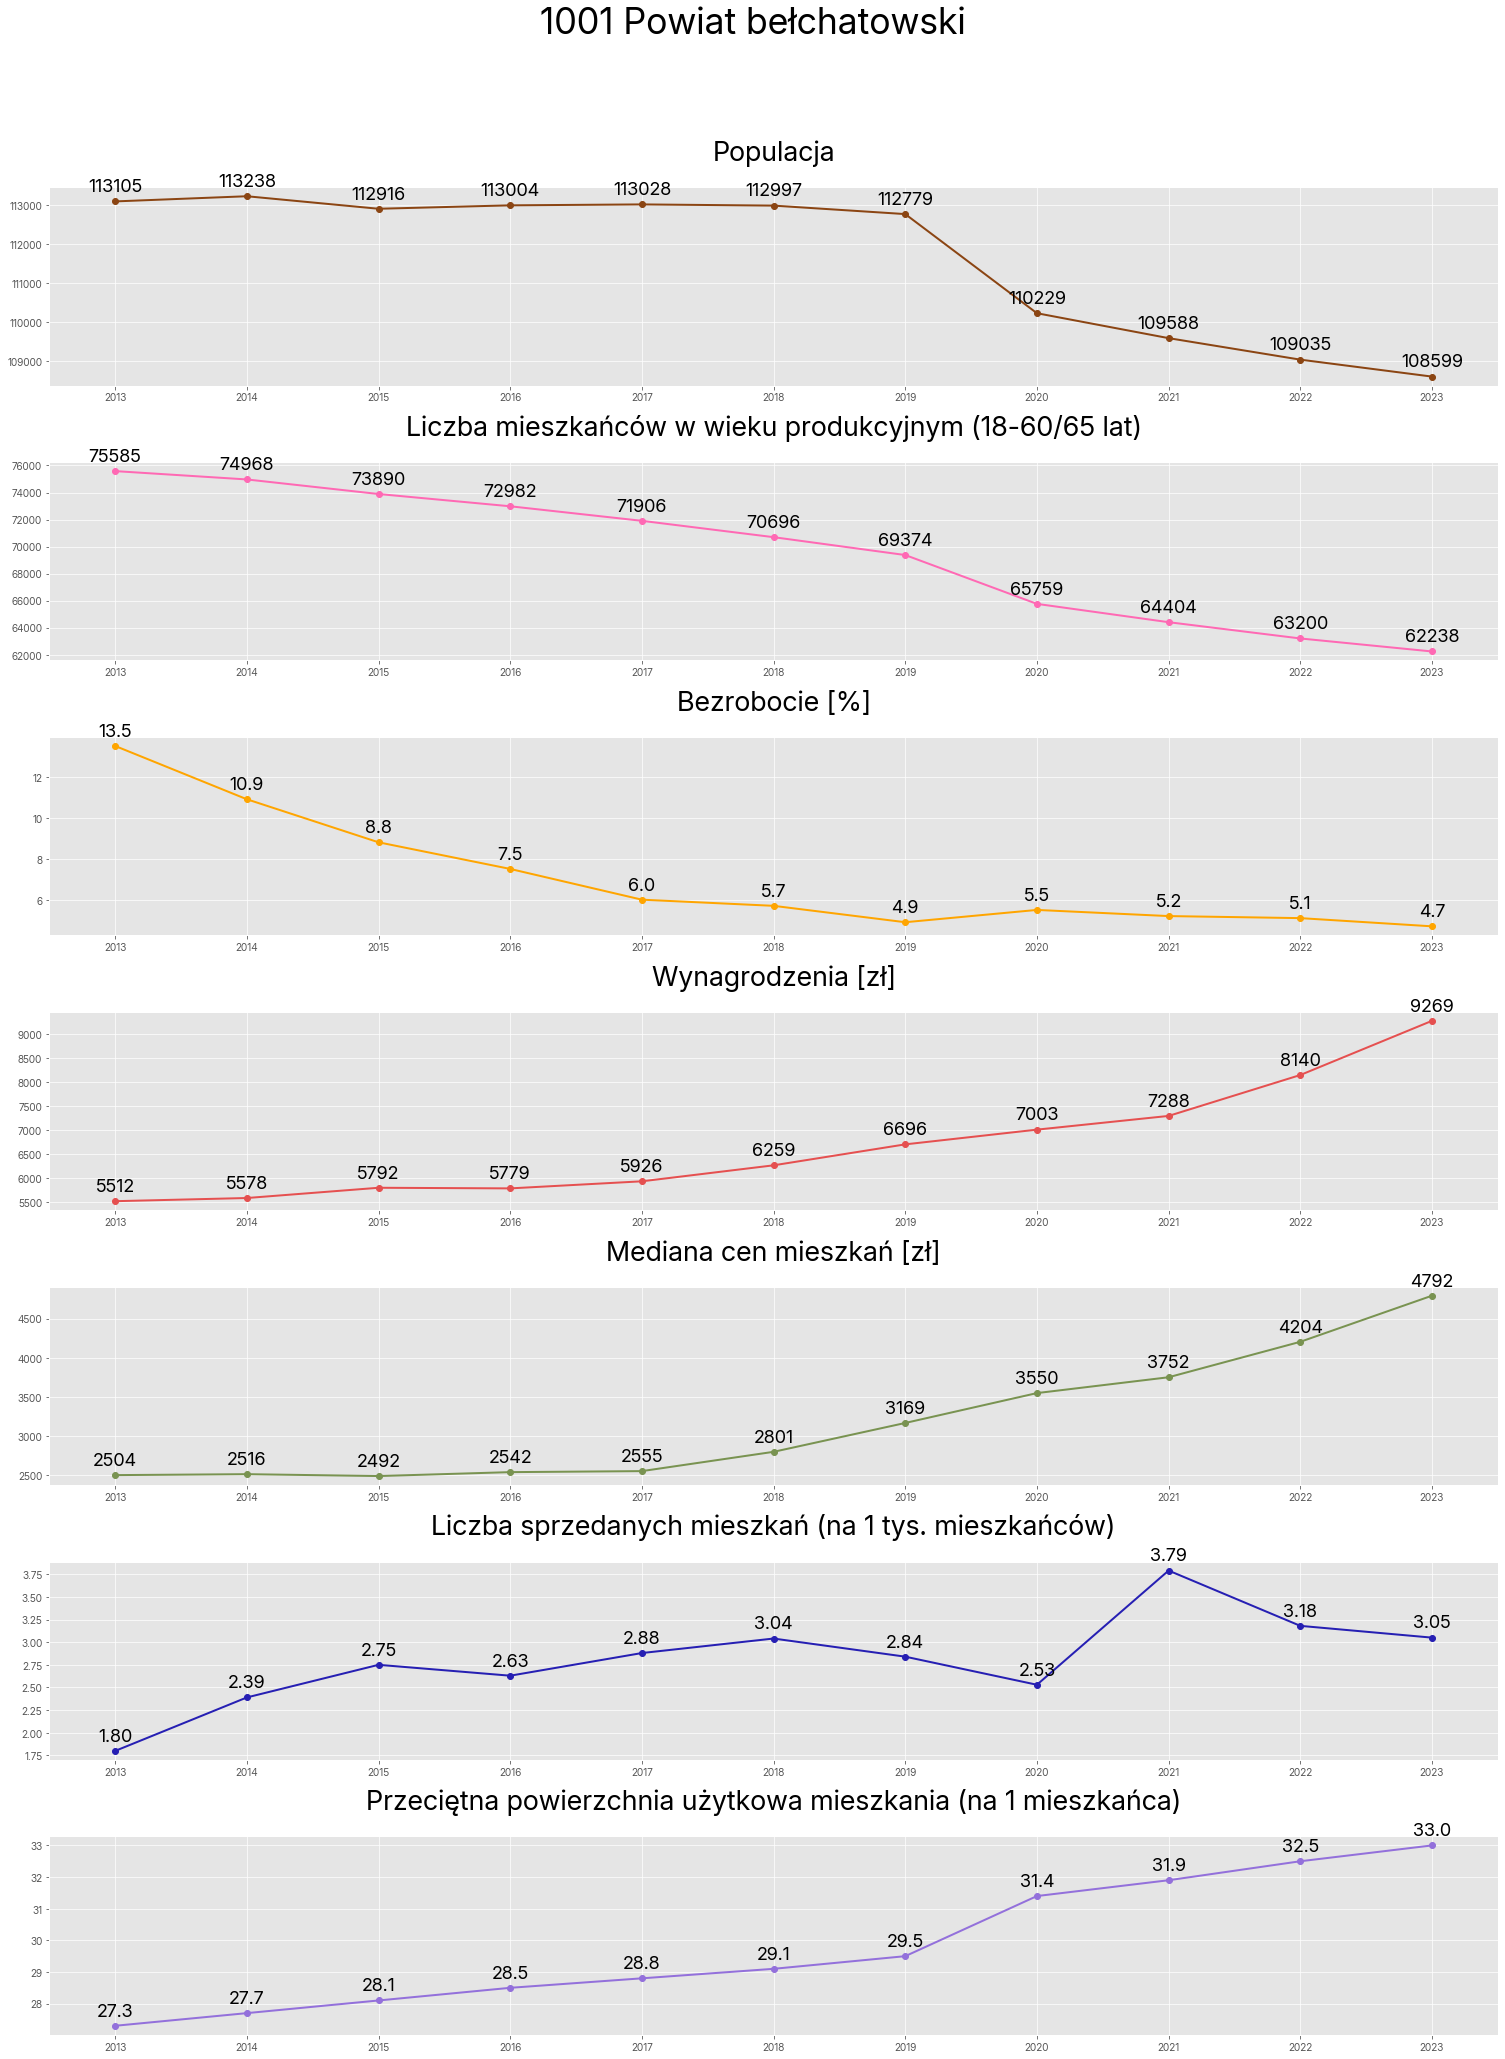 1001 Powiat bełchatowski
Populacja
113105 113238 112916 113004 113028 112997 112779 110229 109588 109035 108599
113000
112000
111000
110000
109000
2013 2014 2015 2016 2017 2018 2019 2020 2021 2022 2023
Liczba mieszkańców w wieku produkcyjnym (18-60/65 lat)
75585 74968 73890 72982 71906 70696 69374 65759 64404 63200 62238
76000
74000
72000
70000
68000
66000
64000
62000
2013 2014 2015 2016 2017 2018 2019 2020 2021 2022 2023
Bezrobocie [%]
13.5 10.9 8.8 7.5 6.0 5.7 4.9 5.5 5.2 5.1 4.7
12
10
8
6
2013 2014 2015 2016 2017 2018 2019 2020 2021 2022 2023
Wynagrodzenia [zł]
5512 5578 5792 5779 5926 6259 6696 7003 7288 8140 9269
9000
8500
8000
7500
7000
6500
6000
5500
2013 2014 2015 2016 2017 2018 2019 2020 2021 2022 2023
Mediana cen mieszkań [zł]
2504 2516 2492 2542 2555 2801 3169 3550 3752 4204 4792
4500
4000
3500
3000
2500
2013 2014 2015 2016 2017 2018 2019 2020 2021 2022 2023
Liczba sprzedanych mieszkań (na 1 tys. mieszkańców)
1.80 2.39 2.75 2.63 2.88 3.04 2.84 2.53 3.79 3.18 3.05
3.75
3.50
3.25
3.00
2.75
2.50
2.25
2.00
1.75
2013 2014 2015 2016 2017 2018 2019 2020 2021 2022 2023
Przeciętna powierzchnia użytkowa mieszkania (na 1 mieszkańca)
27.3 27.7 28.1 28.5 28.8 29.1 29.5 31.4 31.9 32.5 33.0
33
32
31
30
29
28
2013 2014 2015 2016 2017 2018 2019 2020 2021 2022 2023